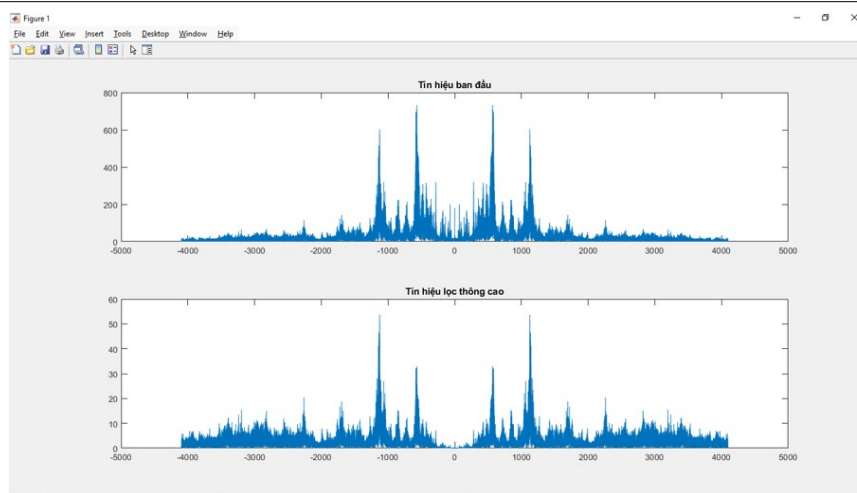 Figure 1
File Edit View Insert Tools Desktop Window Help
Tín hiệu ban đầu
800
600
400
200
0
-5000 -4000 -3000 -2000 -1000 0 1000 2000 3000 4000 5000
Tín hiệu lọc thông cao
60
50
40
30
20
10
0
-5000 -4000 -3000 -2000 -1000 0 1000 2000 3000 4000 5000